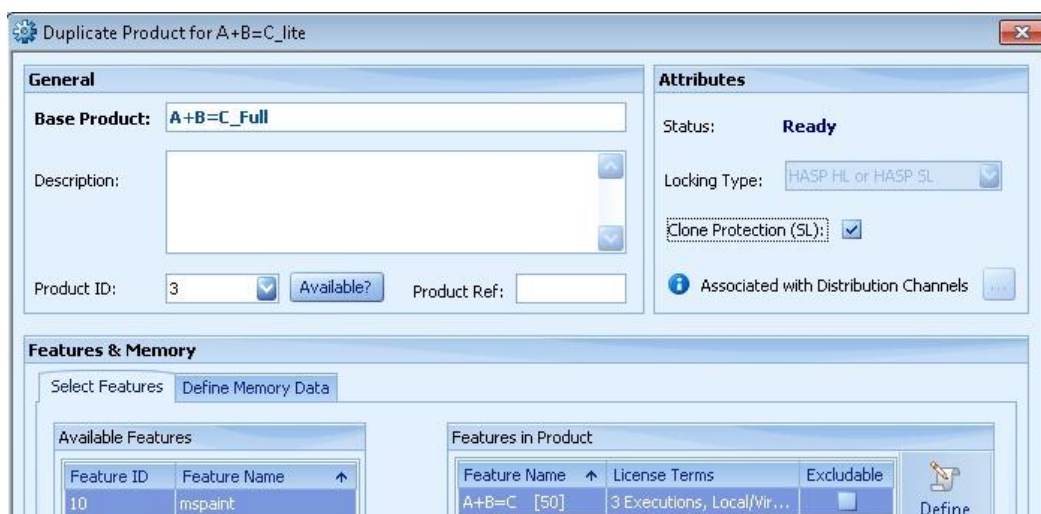 Duplicate Product for A+B=C_lite
General
Base Product: A+B=C_Full
Description:
Product ID: 3 Available? Product Ref:
Attributes
Status: Ready
Locking Type: HASP HL or HASP SL
Clone Protection (SL):
Associated with Distribution Channels ...
Features & Memory
Select Features Define Memory Data
Available Features
Feature ID Feature Name
10 mspaint
Features in Product
Feature Name License Terms Excludable
A+B=C [50] 3 Executions, Local/Vir...
Define